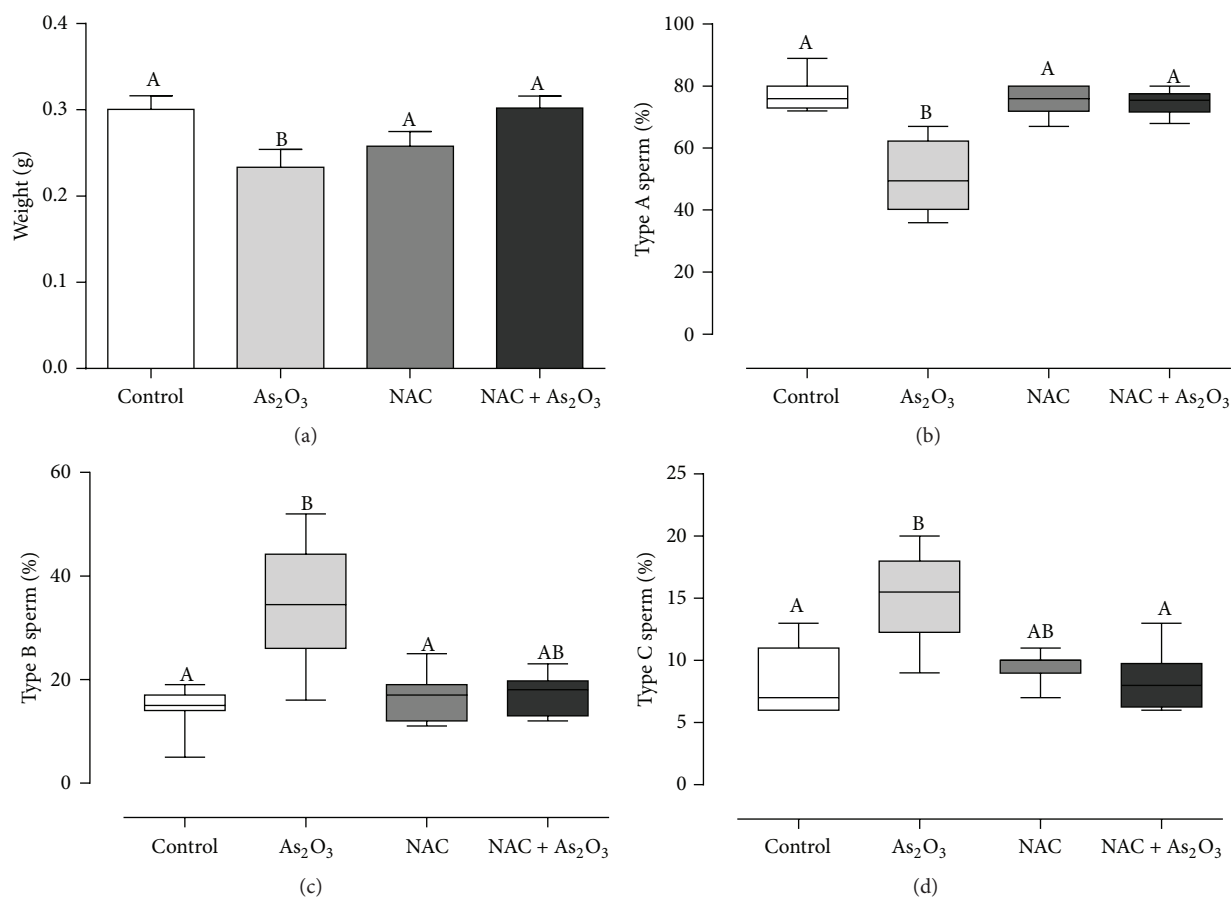 0.4
0.3
0.2
0.1
0.0
Weight (g)
A
B
A
A
Control
As₂O₃
NAC
NAC + As₂O₃
(a)
100
80
60
40
20
0
Type A sperm (%)
A
B
A
A
Control
As₂O₃
NAC
NAC + As₂O₃
(b)
60
40
20
0
Type B sperm (%)
A
B
A
AB
Control
As₂O₃
NAC
NAC + As₂O₃
(c)
25
20
15
10
5
0
Type C sperm (%)
A
B
AB
A
Control
As₂O₃
NAC
NAC + As₂O₃
(d)